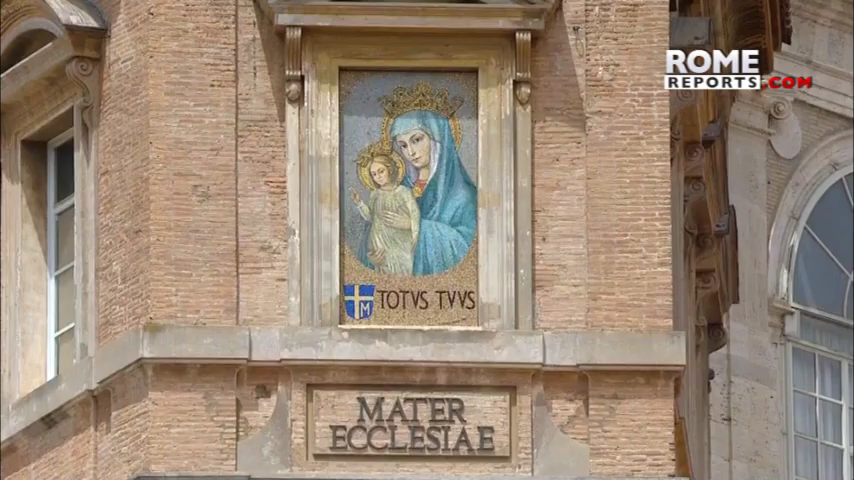 ROME
REPORTS.COM
TOTVS TVVS
M
MATER
ECCLESIAE